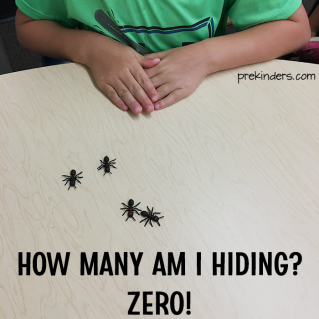 prekinders.com
HOW MANY AM I HIDING?
ZERO!